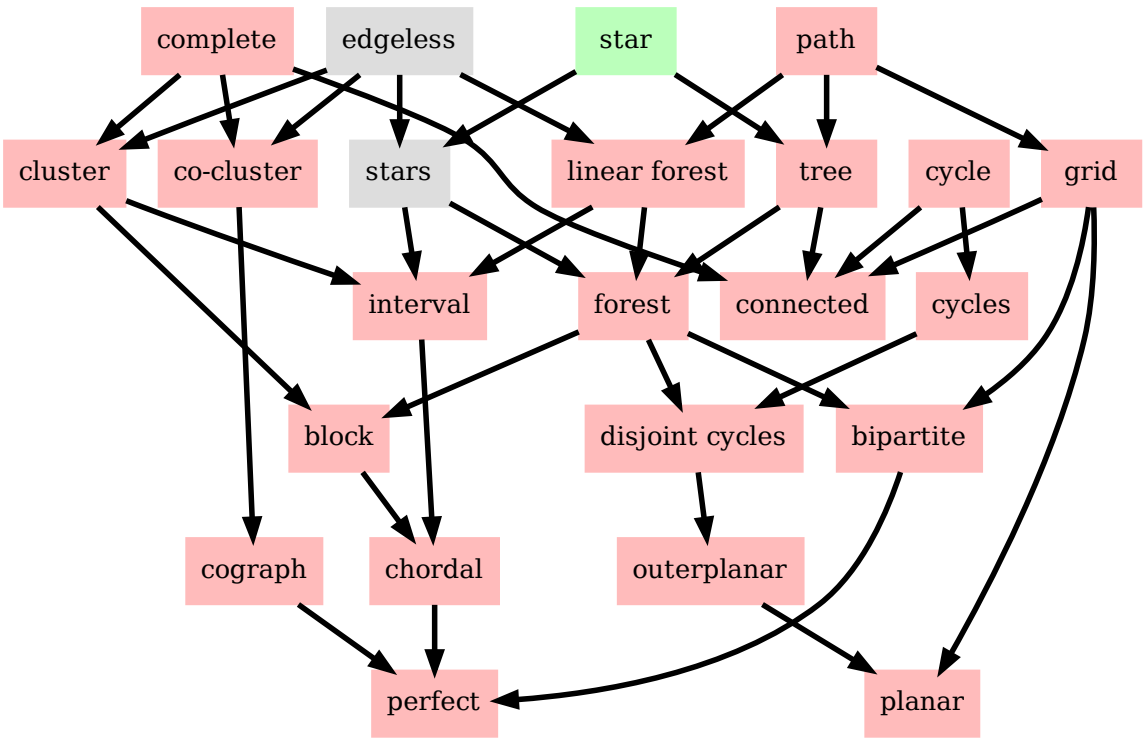 complete
edgeless
star
path
cluster
co-cluster
stars
linear forest
tree
cycle
grid
interval
forest
connected
cycles
block
disjoint cycles
bipartite
cograph
chordal
outerplanar
perfect
planar